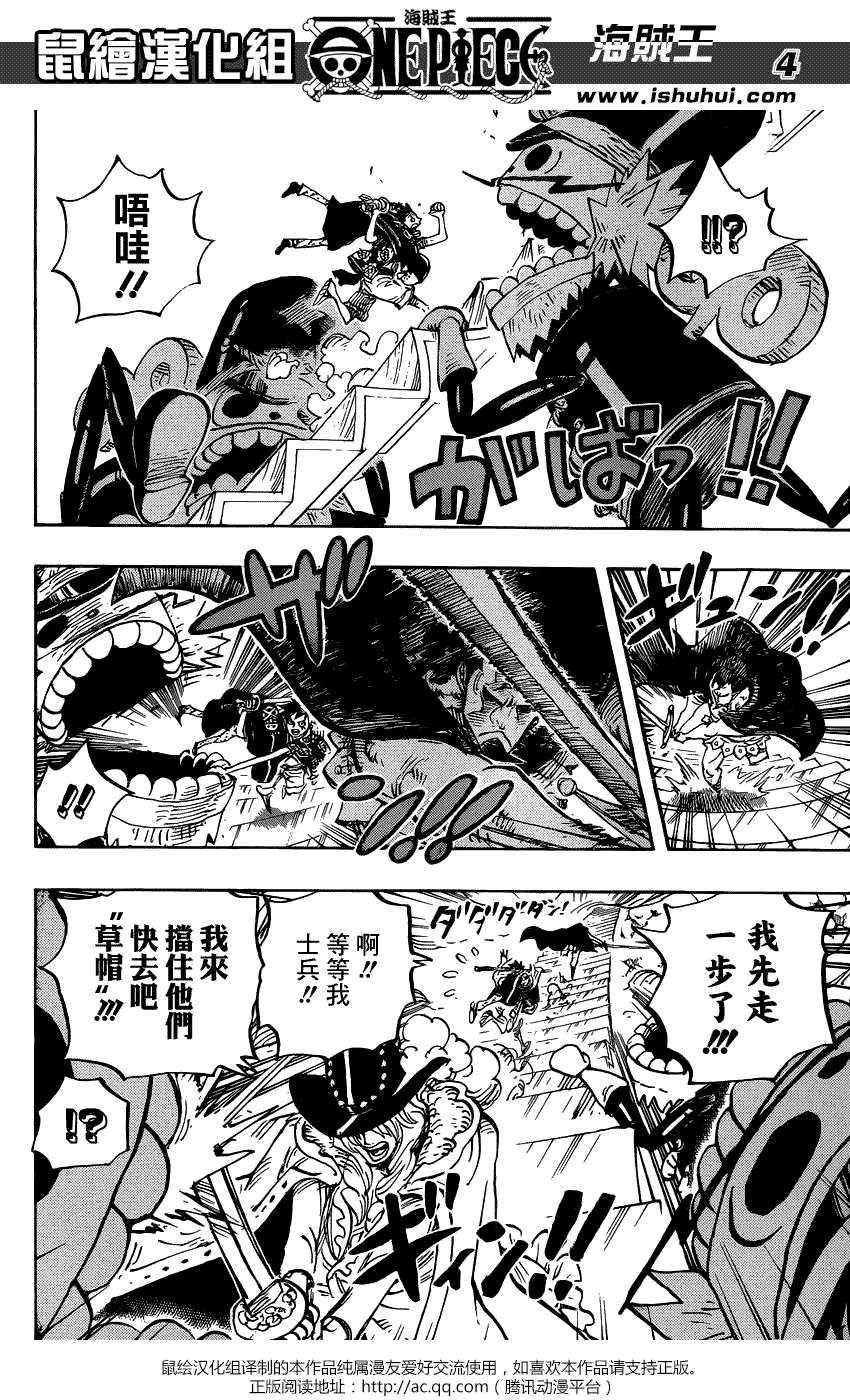 鼠繪漢化組
海賊王
ONE PIECE
海賊王
4
www.ishuhui.com
!!?
唔哇!!
がばっ!!
ギュン!!
ザザ
ン!!!
!!
我先走
一步了!!!
ダダダダダン!
啊!!
等等我
士兵!!
我來
擋住他們
快去吧
“草帽”!!!
!?
ギィン!!
鼠绘汉化组译制的本作品纯属漫友爱好交流使用，如喜欢本作品请支持正版。
正版阅读地址：http://ac.qq.com（腾讯动漫平台）